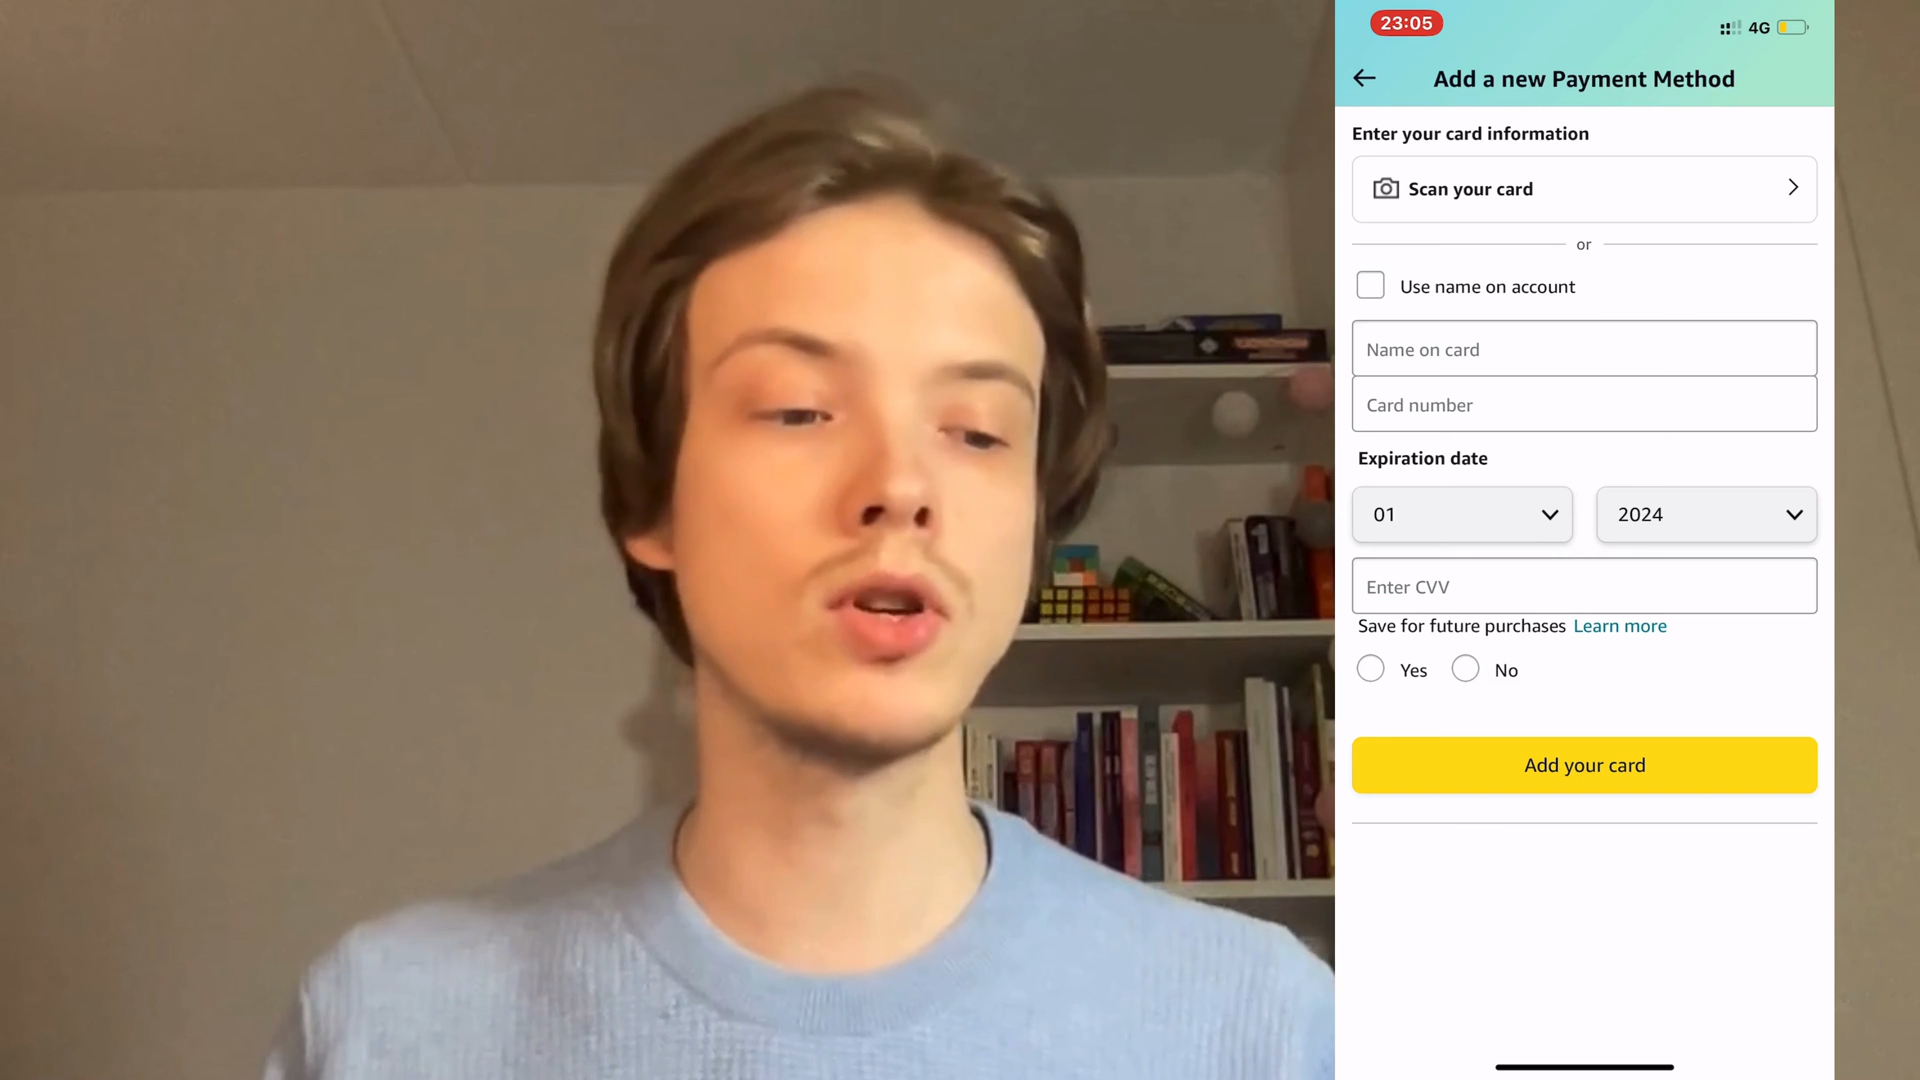 23:05
4G
Add a new Payment Method
Enter your card information
Scan your card
or
Use name on account
Name on card
Card number
Expiration date
01
2024
Enter CVV
Save for future purchases Learn more
Yes
No
Add your card